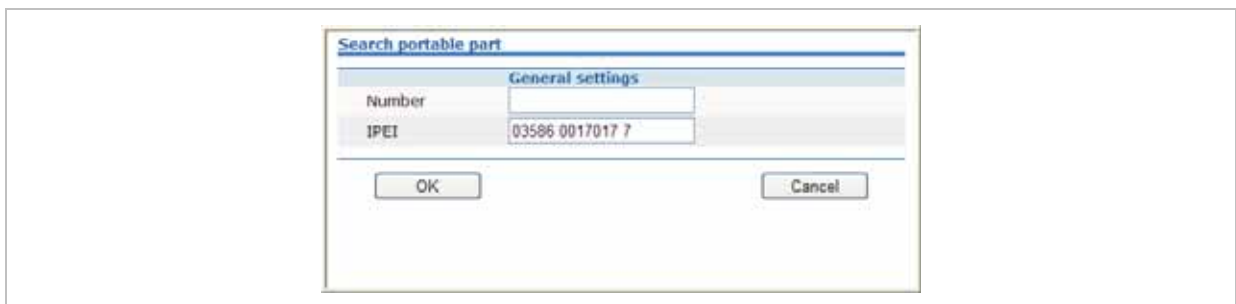 Search portable part
General settings
Number
IPEI 03586 0017017 7
OK Cancel